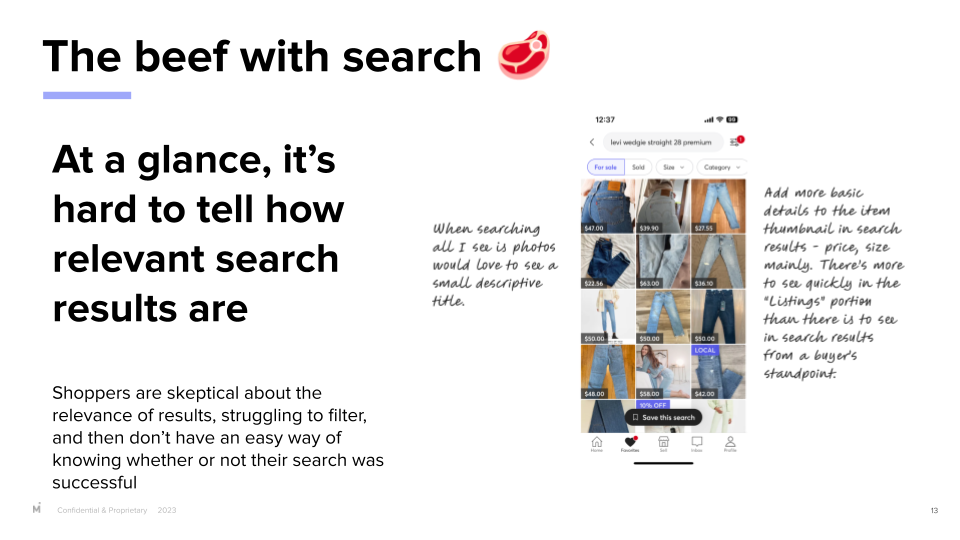 The beef with search
At a glance, it's
hard to tell how
relevant search
results are
Shoppers are skeptical about the
relevance of results, struggling to filter,
and then don't have an easy way of
knowing whether or not their search was
successful
When searching
all I see is photos
would love to see a
small descriptive
title.
12:37
levi wedgie straight 28 premium
For sale Sold Size Category
$47.00 $39.90 $27.55
$22.56 $63.00 $36.10
$50.00 $50.00 $50.00
LOCAL
$48.00 $58.00 $42.00
10% OFF
Save this search
Home Favorites Sell Inbox Profile
Add more basic
details to the item
thumbnail in search
results - price, size
mainly. There's more
to see quickly in the
"Listings" portion
than there is to see
in search results
from a buyer's
standpoint.
M Confidential & Proprietary 2023
13